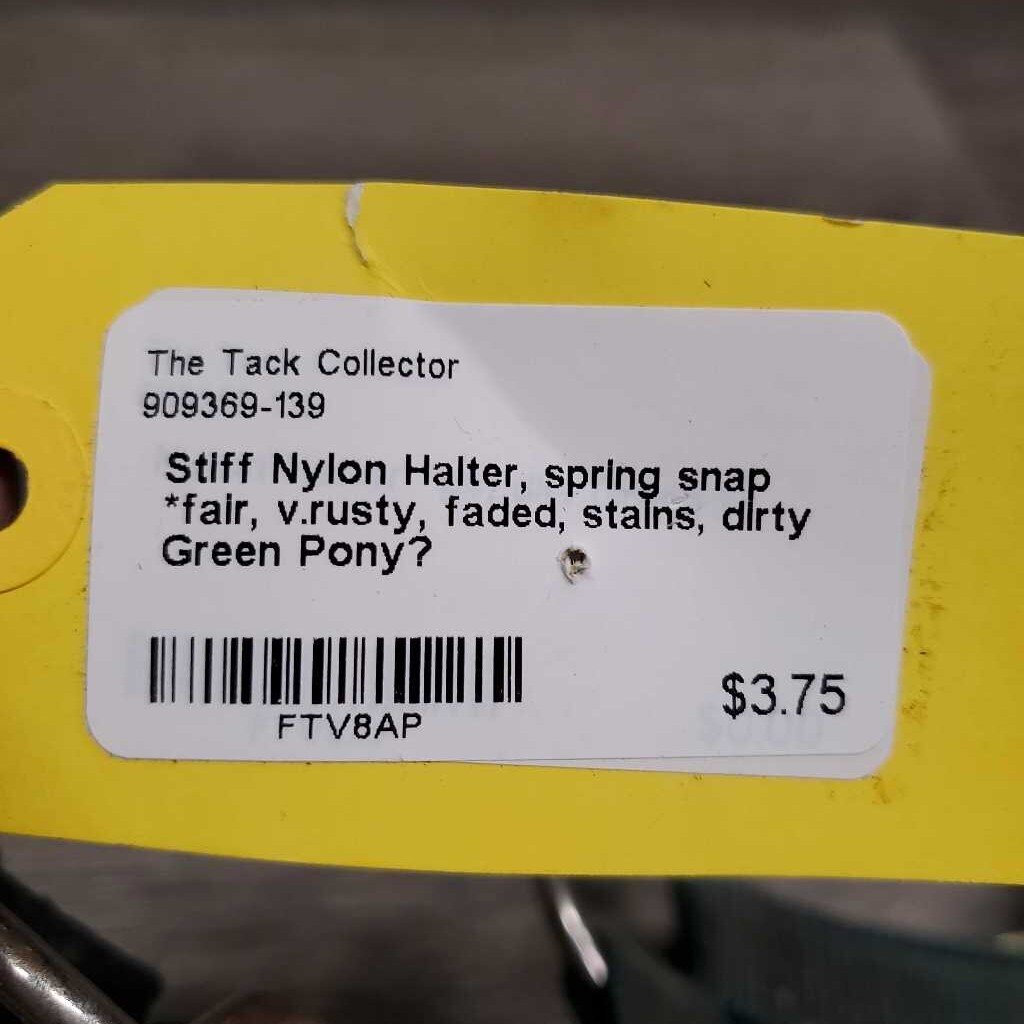 The Tack Collector
909369-139
Stiff Nylon Halter, spring snap
*fair, v.rusty, faded, stains, dirty
Green Pony?
FTV8AP
$3.75